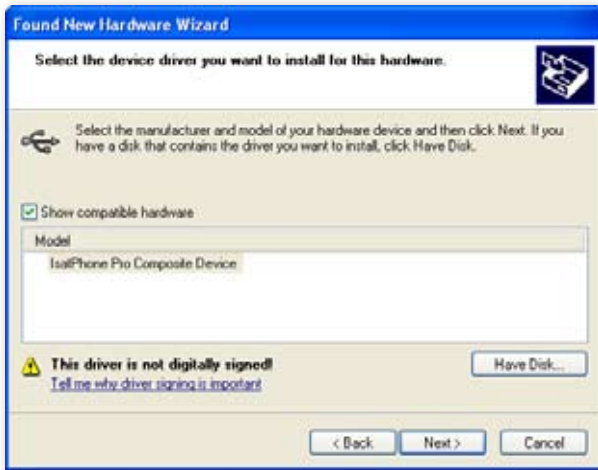 Found New Hardware Wizard
Select the device driver you want to install for this hardware.
Select the manufacturer and model of your hardware device and then click Next. If you
have a disk that contains the driver you want to install, click Have Disk.
Show compatible hardware
Model
IsatPhone Pro Composite Device
This driver is not digitally signed!
Tell me why driver signing is important
Have Disk...
< Back
Next >
Cancel